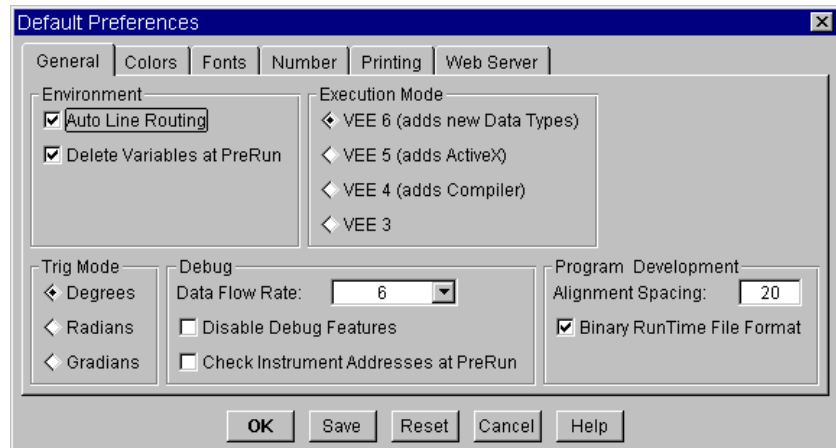 Default Preferences
General Colors Fonts Number Printing Web Server
Environment
Auto Line Routing
Delete Variables at PreRun
Execution Mode
VEE 6 (adds new Data Types)
VEE 5 (adds ActiveX)
VEE 4 (adds Compiler)
VEE 3
Trig Mode
Degrees
Radians
Gradians
Debug
Data Flow Rate: 6
Disable Debug Features
Check Instrument Addresses at PreRun
Program Development
Alignment Spacing: 20
Binary RunTime File Format
OK Save Reset Cancel Help